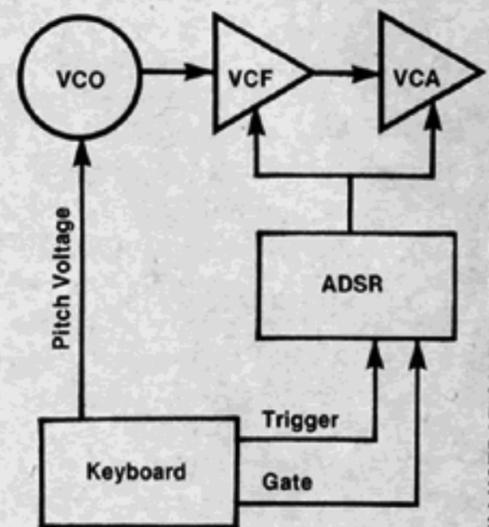 VCO
VCF
VCA
Pitch Voltage
ADSR
Trigger
Keyboard
Gate